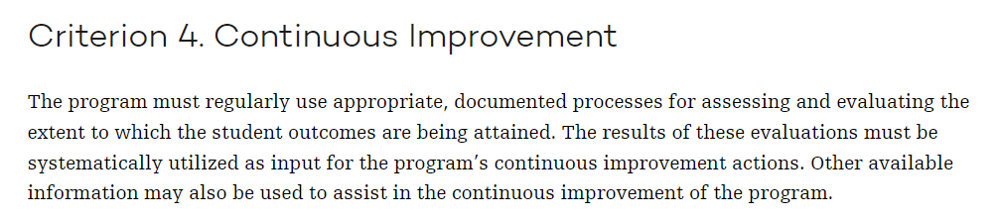 Criterion 4. Continuous Improvement
The program must regularly use appropriate, documented processes for assessing and evaluating the
extent to which the student outcomes are being attained. The results of these evaluations must be
systematically utilized as input for the program’s continuous improvement actions. Other available
information may also be used to assist in the continuous improvement of the program.